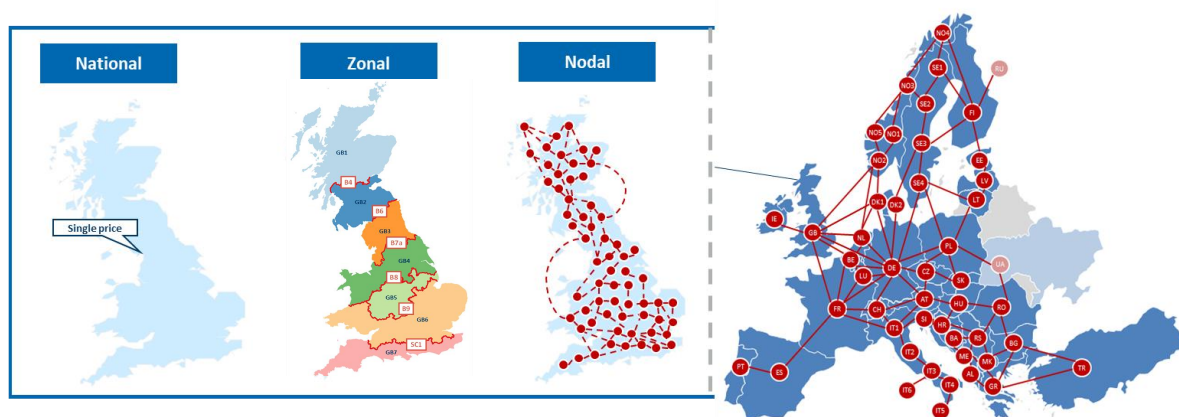 National
Zonal
Nodal
Single price
GB1
B4
GB2
B6
GB3
B7a
GB4
B8
GB5
B9
GB6
SC1
GB7
NO4
RU
SE1
NO3
SE2
FI
NO5
NO1
SE3
NO2
EE
LV
SE4
LT
DK1
DK2
IE
GB
NL
PL
BE
DE
UA
LU
CZ
SK
FR
CH
AT
HU
RO
IT1
SI
HR
BA
RS
BG
IT2
ME
MK
PT
ES
IT3
AL
TR
IT6
IT4
GR
IT5